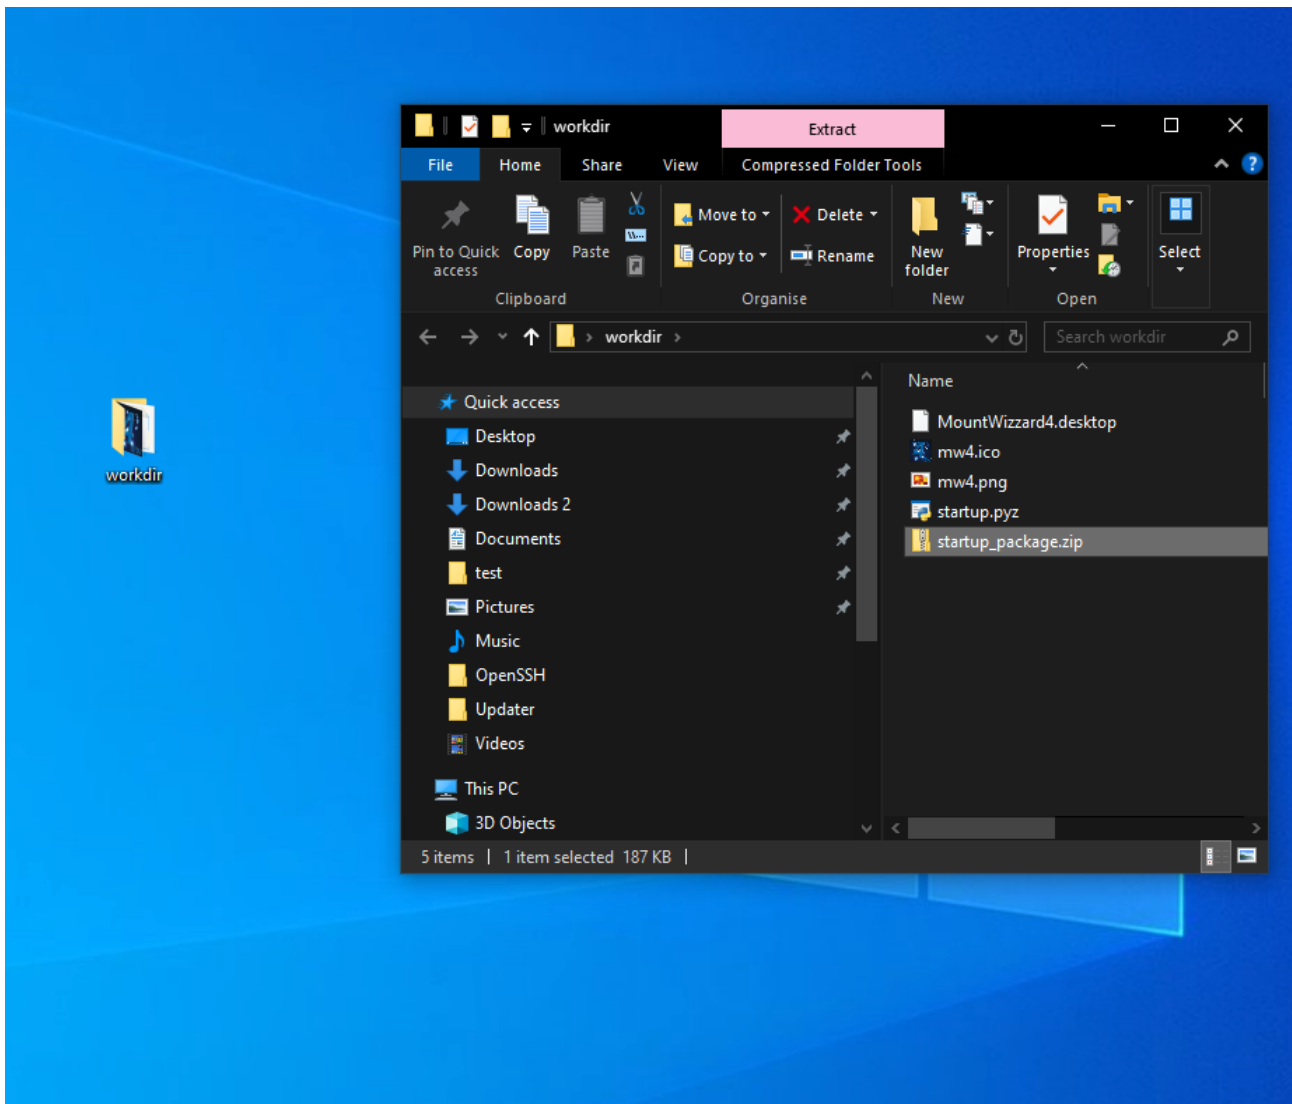 workdir
workdir
Extract
File
Home
Share
View
Compressed Folder Tools
?
Pin to Quick
access
Copy
Paste
Move to
Copy to
Delete
Rename
New
folder
Properties
Select
Clipboard
Organise
New
Open
workdir
Search workdir
Quick access
Desktop
Downloads
Downloads 2
Documents
test
Pictures
Music
OpenSSH
Updater
Videos
This PC
3D Objects
Name
MountWizzard4.desktop
mw4.ico
mw4.png
startup.pyz
startup_package.zip
5 items
1 item selected 187 KB